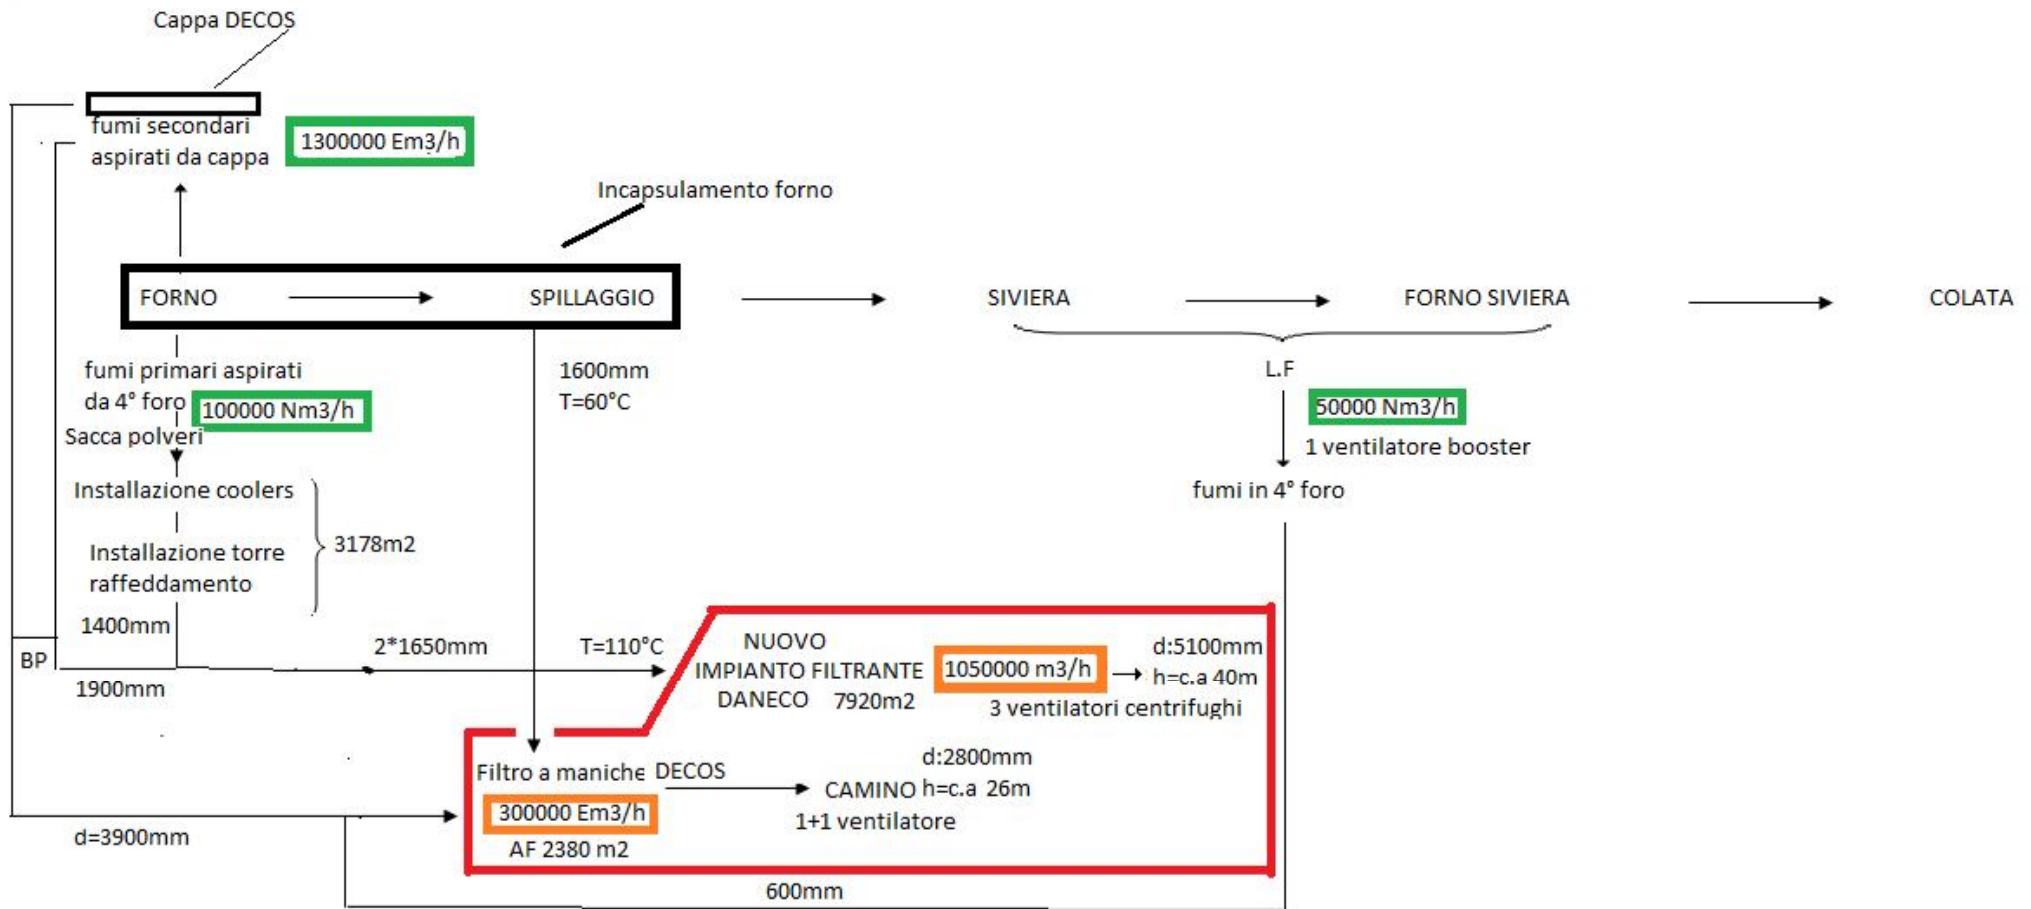 Cappa DECOS
fumi secondari
aspirati da cappa
1300000 Em3/h
Incapsulamento forno
FORNO
SPILLAGGIO
SIVIERA
FORNO SIVIERA
COLATA
fumi primari aspirati
da 4° foro
100000 Nm3/h
Sacca polveri
1600mm
T=60°C
L.F
50000 Nm3/h
1 ventilatore booster
fumi in 4° foro
Installazione coolers
Installazione torre
raffeddamento
3178m2
1400mm
BP
1900mm
2*1650mm
T=110°C
NUOVO
IMPIANTO FILTRANTE
DANECO 7920m2
1050000 m3/h
d:5100mm
h=c.a 40m
3 ventilatori centrifughi
Filtro a maniche DECOS
300000 Em3/h
AF 2380 m2
d:2800mm
CAMINO h=c.a 26m
1+1 ventilatore
d=3900mm
600mm